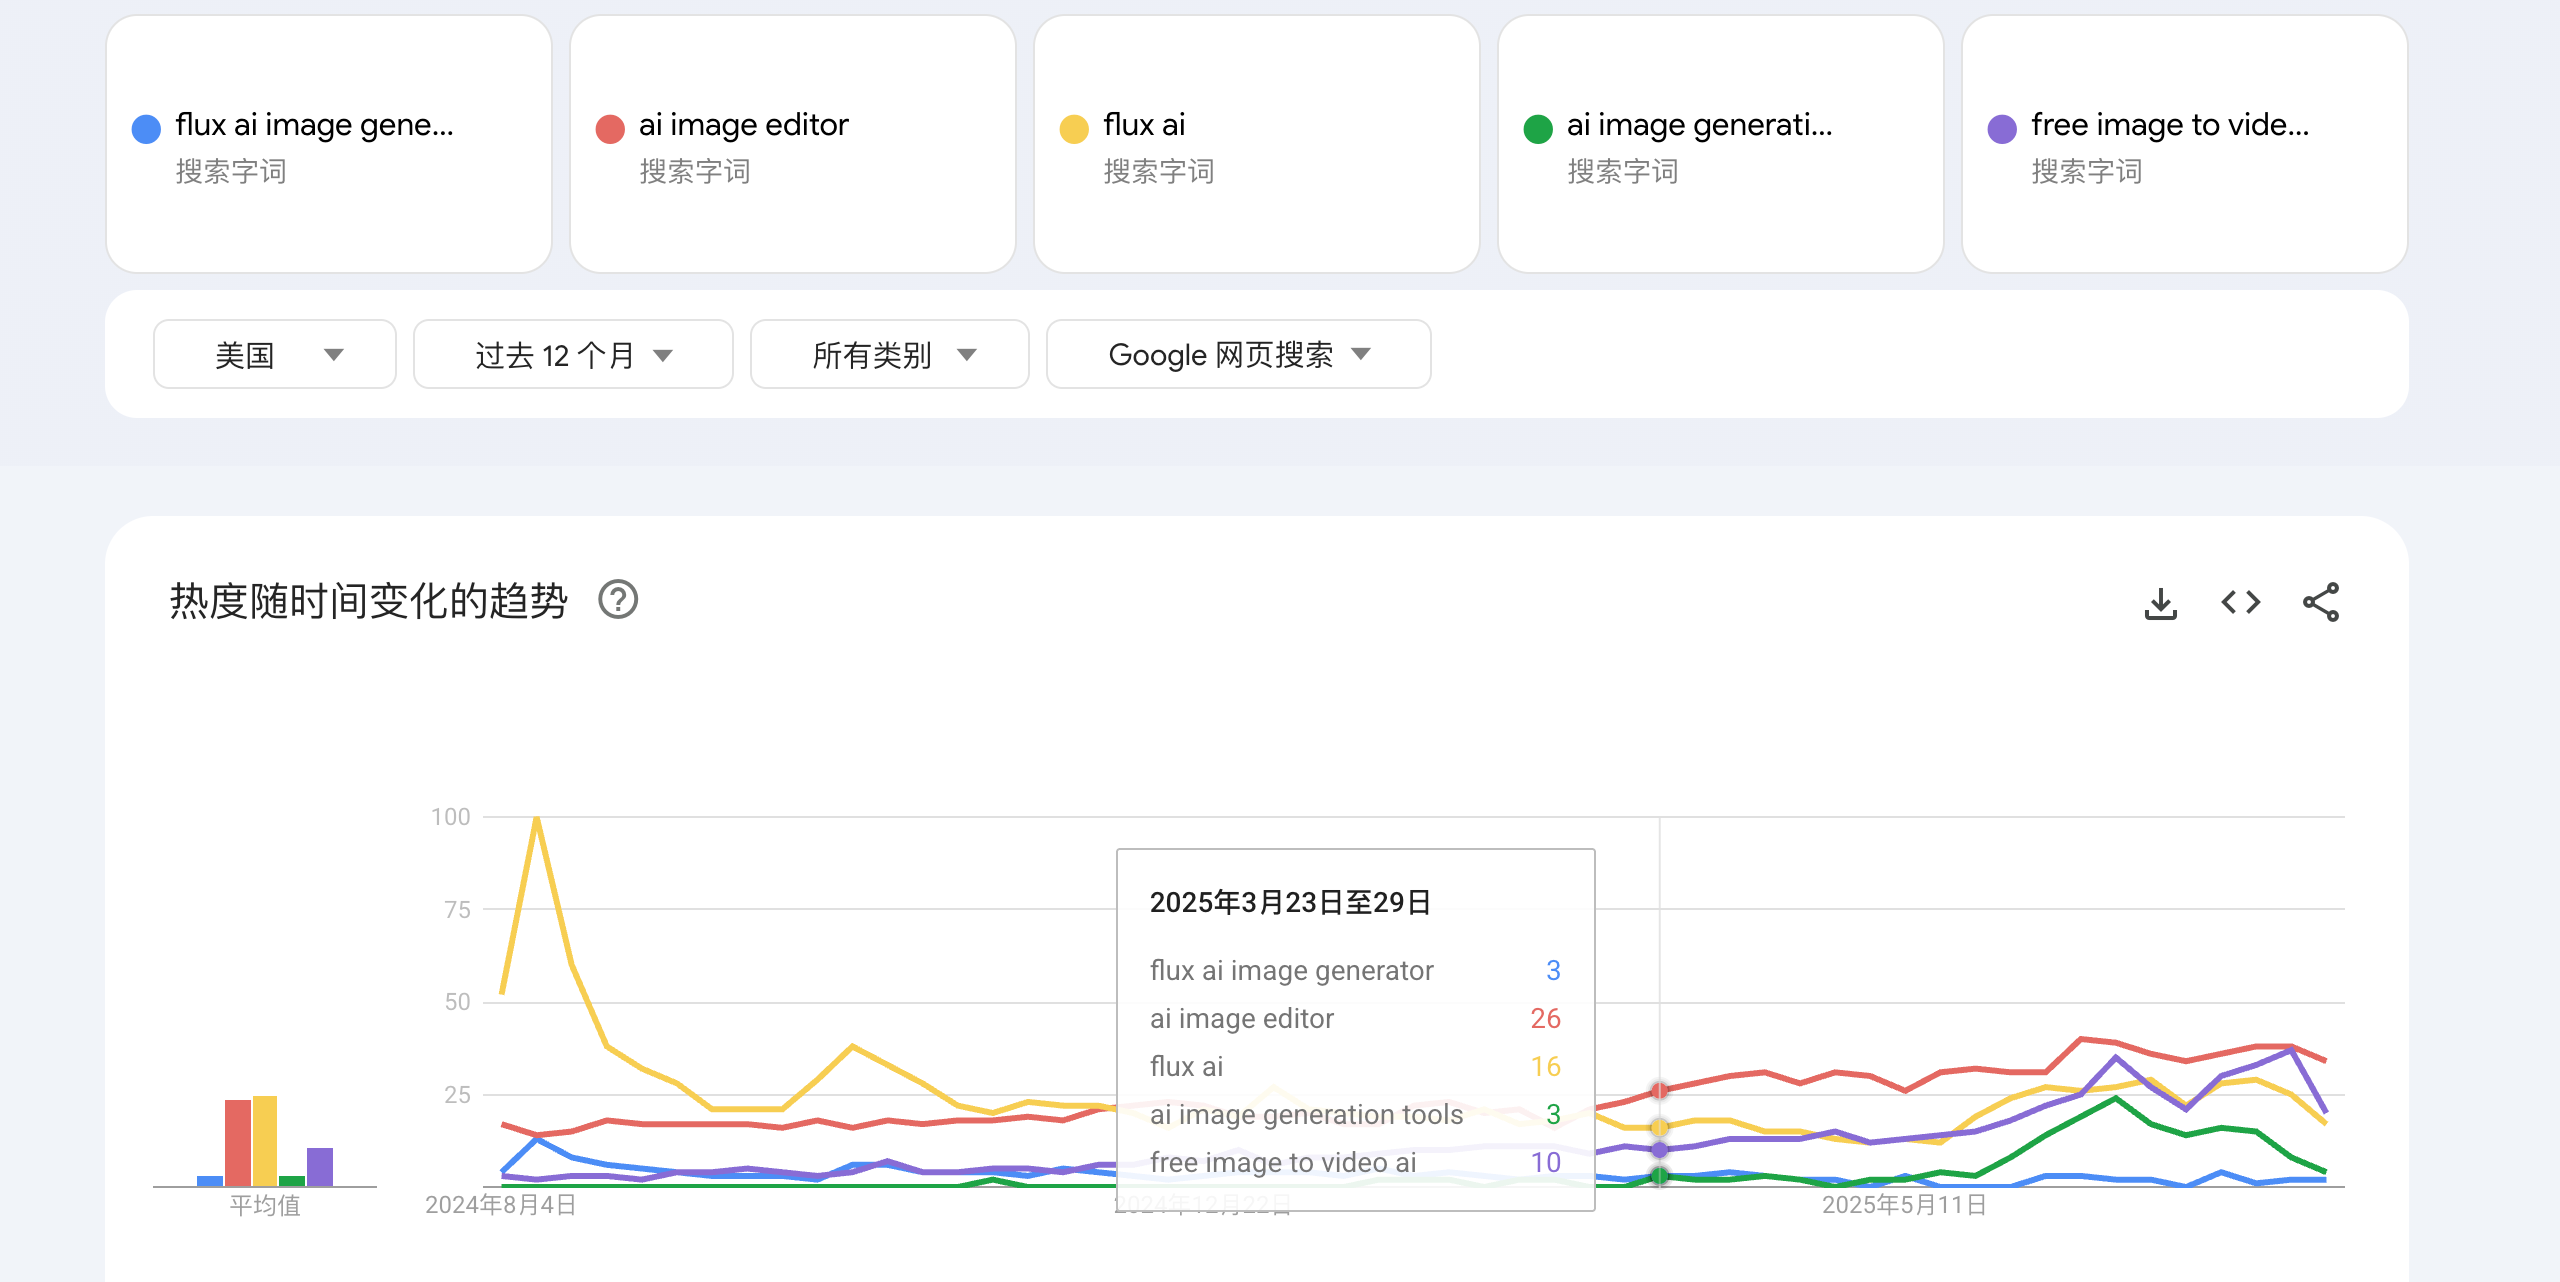 flux ai image gene...
搜索字词
ai image editor
搜索字词
flux ai
搜索字词
ai image generati...
搜索字词
free image to vide...
搜索字词
美国
过去 12 个月
所有类别
Google 网页搜索
热度随时间变化的趋势
100
75
50
25
平均值
2024年8月4日
2024年12月22日
2025年5月11日
2025年3月23日至29日
flux ai image generator 3
ai image editor 26
flux ai 16
ai image generation tools 3
free image to video ai 10